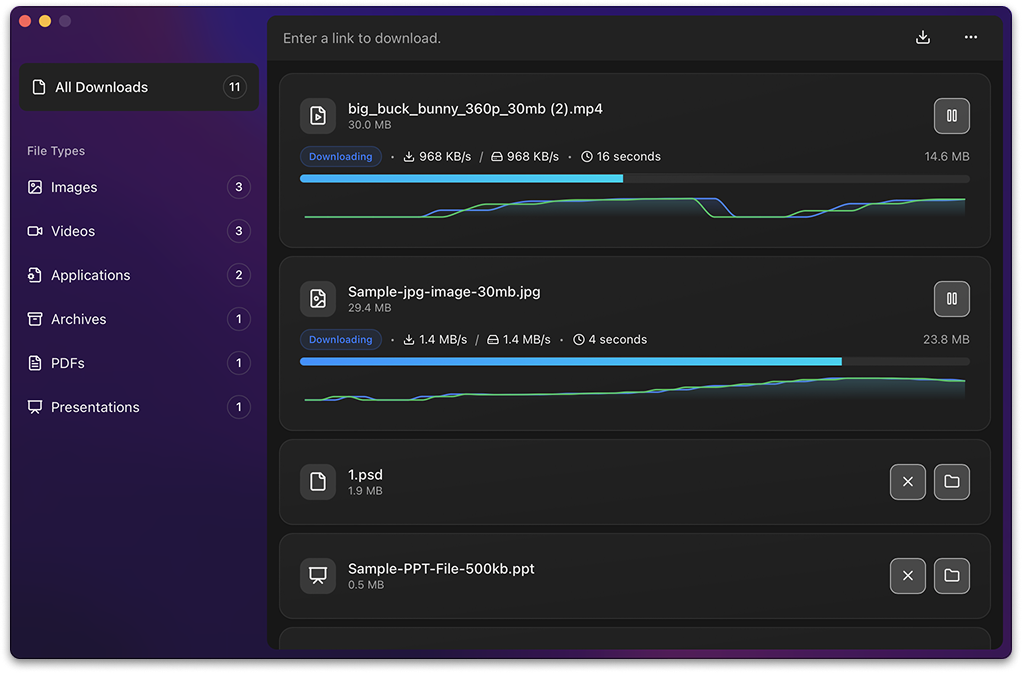 Enter a link to download.
All Downloads 11
File Types
Images 3
Videos 3
Applications 2
Archives 1
PDFs 1
Presentations 1
big_buck_bunny_360p_30mb (2).mp4
30.0 MB
Downloading · 968 KB/s / 968 KB/s · 16 seconds 14.6 MB
Sample-jpg-image-30mb.jpg
29.4 MB
Downloading · 1.4 MB/s / 1.4 MB/s · 4 seconds 23.8 MB
1.psd
1.9 MB
Sample-PPT-File-500kb.ppt
0.5 MB